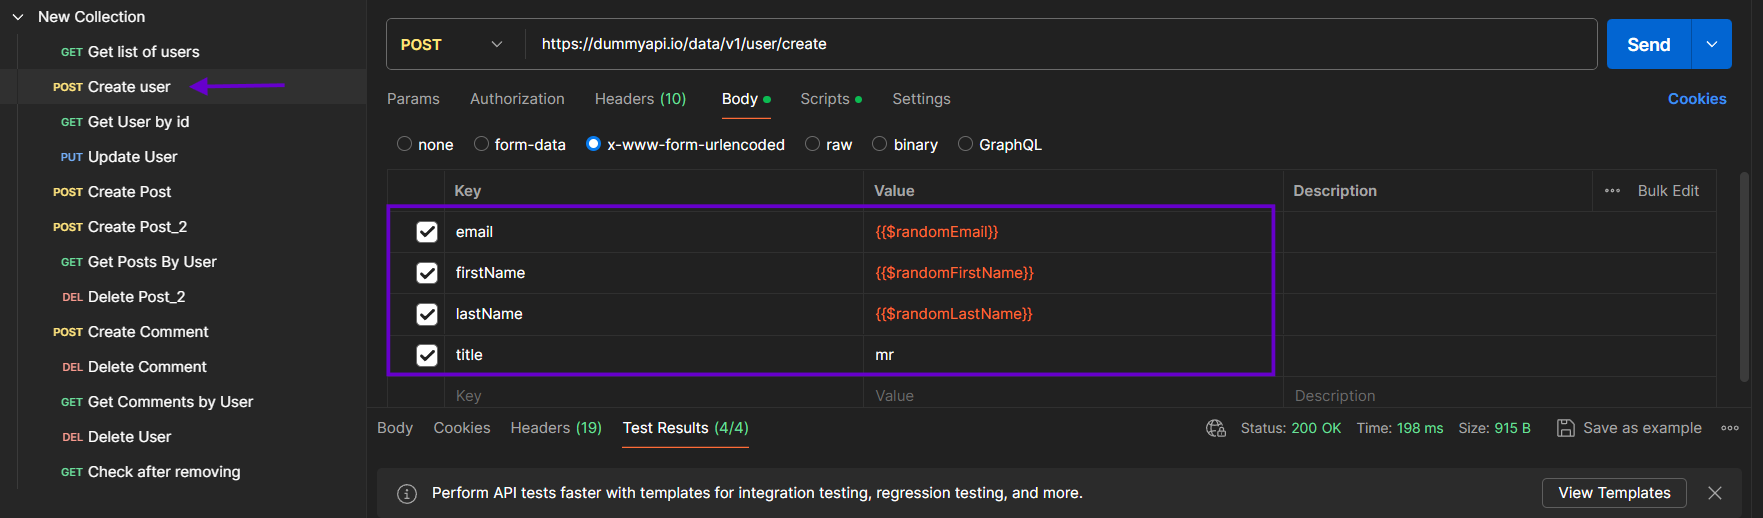 New Collection
GET Get list of users
POST Create user
GET Get User by id
PUT Update User
POST Create Post
POST Create Post_2
GET Get Posts By User
DEL Delete Post_2
POST Create Comment
DEL Delete Comment
GET Get Comments by User
DEL Delete User
GET Check after removing
POST https://dummyapi.io/data/v1/user/create Send
Params Authorization Headers (10) Body Scripts Settings Cookies
none form-data x-www-form-urlencoded raw binary GraphQL
Key Value Description ••• Bulk Edit
email {{$randomEmail}}
firstName {{$randomFirstName}}
lastName {{$randomLastName}}
title mr
Key Value Description
Body Cookies Headers (19) Test Results (4/4) Status: 200 OK Time: 198 ms Size: 915 B Save as example •••
Perform API tests faster with templates for integration testing, regression testing, and more. View Templates